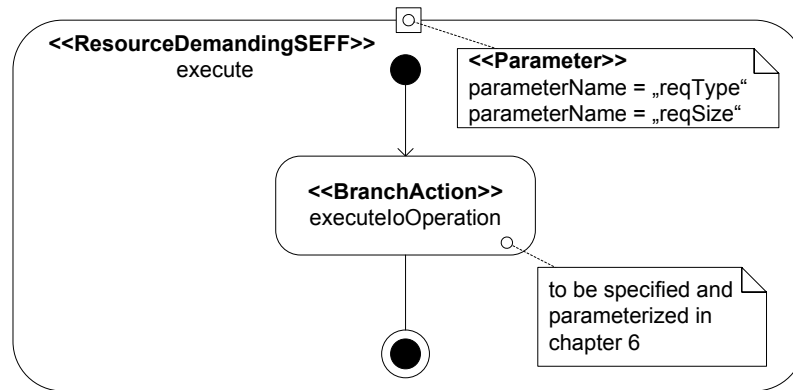 <<ResourceDemandingSEFF>>
execute
<<Parameter>>
parameterName = „reqType“
parameterName = „reqSize“
<<BranchAction>>
executeIoOperation
to be specified and
parameterized in
chapter 6